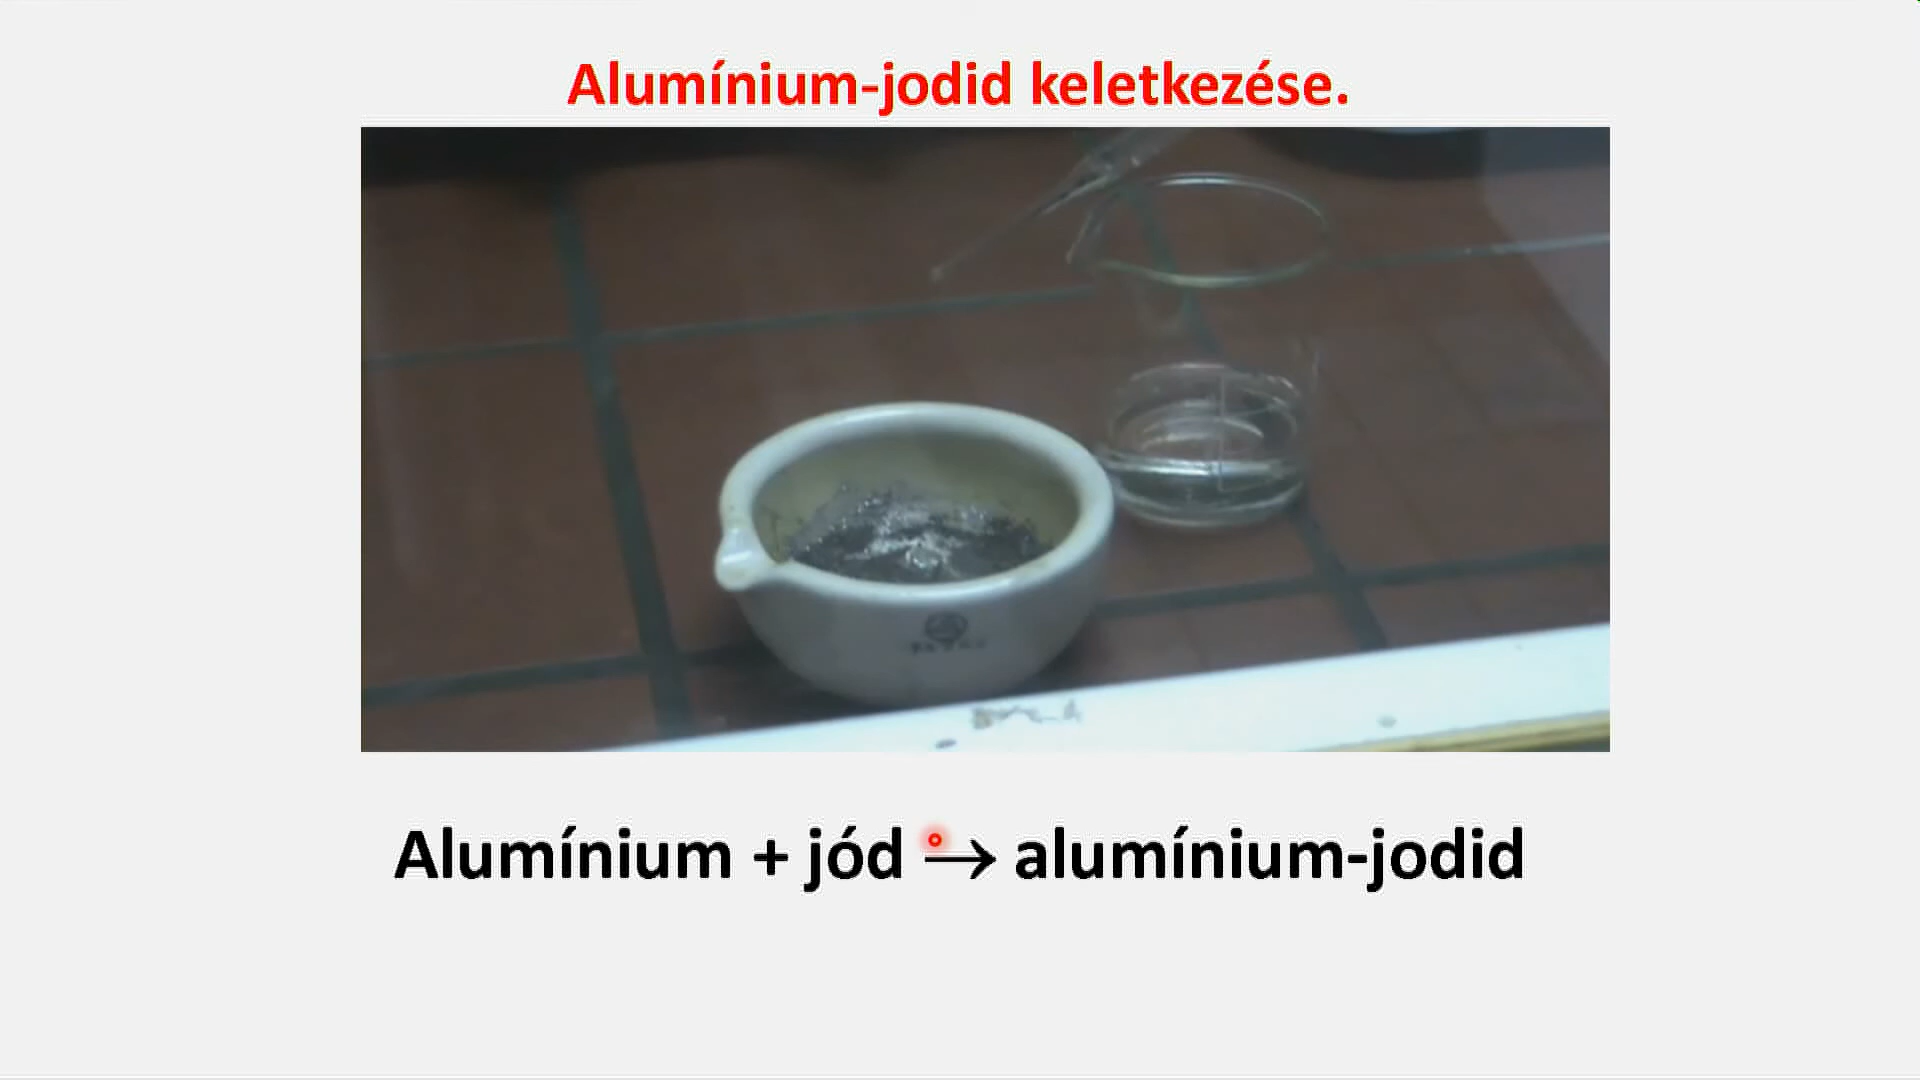 Alumínium-jodid keletkezése.
Alumínium + jód → alumínium-jodid